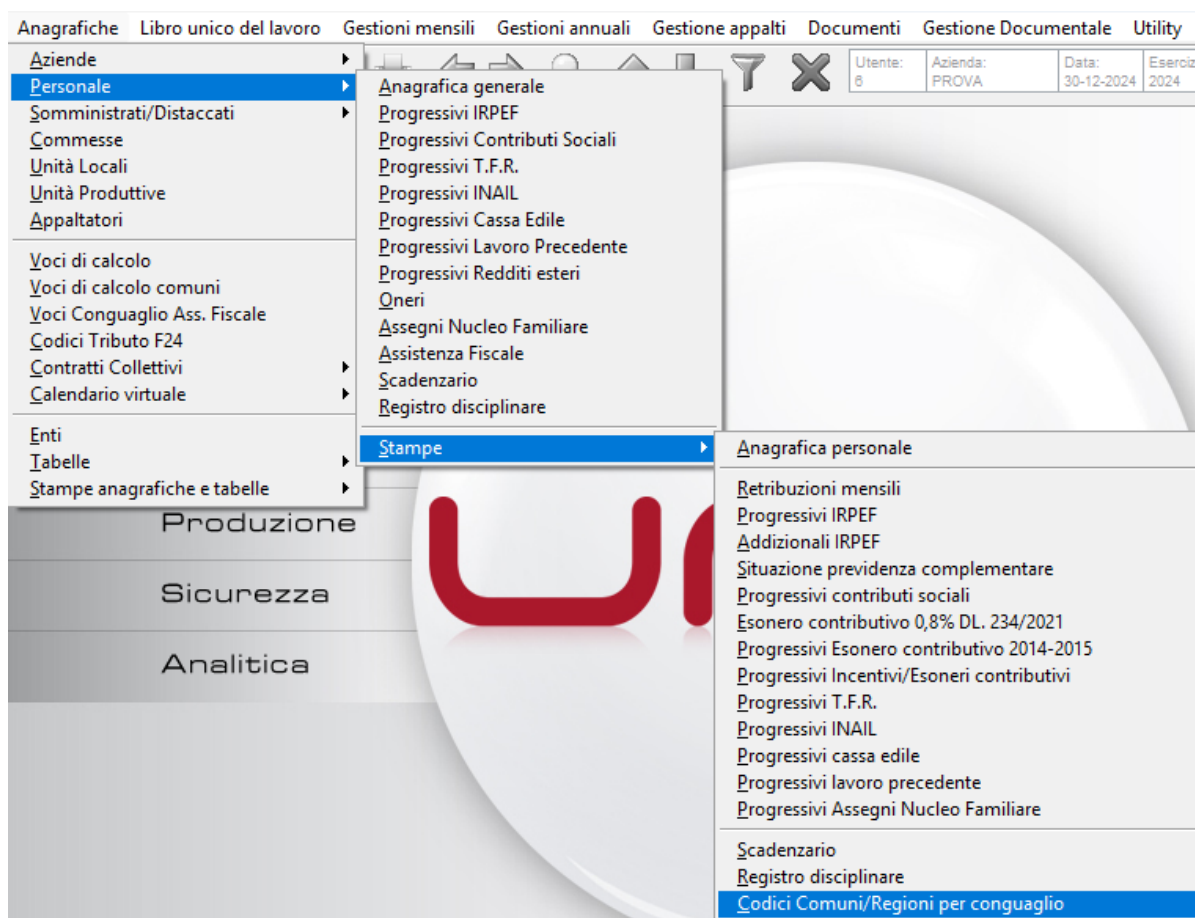 Anagrafiche Libro unico del lavoro Gestioni mensili Gestioni annuali Gestione appalti Documenti Gestione Documentale Utility
Utente: Azienda: Data: Eserciz
6 PROVA 30-12-2024 2024
Aziende
Personale
Somministrati/Distaccati
Commesse
Unità Locali
Unità Produttive
Appaltatori
Voci di calcolo
Voci di calcolo comuni
Voci Conguaglio Ass. Fiscale
Codici Tributo F24
Contratti Collettivi
Calendario virtuale
Enti
Tabelle
Stampe anagrafiche e tabelle
Anagrafica generale
Progressivi IRPEF
Progressivi Contributi Sociali
Progressivi T.F.R.
Progressivi INAIL
Progressivi Cassa Edile
Progressivi Lavoro Precedente
Progressivi Redditi esteri
Oneri
Assegni Nucleo Familiare
Assistenza Fiscale
Scadenzario
Registro disciplinare
Stampe
Anagrafica personale
Retribuzioni mensili
Progressivi IRPEF
Addizionali IRPEF
Situazione previdenza complementare
Progressivi contributi sociali
Esonero contributivo 0,8% DL. 234/2021
Progressivi Esonero contributivo 2014-2015
Progressivi Incentivi/Esoneri contributivi
Progressivi T.F.R.
Progressivi INAIL
Progressivi cassa edile
Progressivi lavoro precedente
Progressivi Assegni Nucleo Familiare
Scadenzario
Registro disciplinare
Codici Comuni/Regioni per conguaglio
Produzione
Sicurezza
Analitica